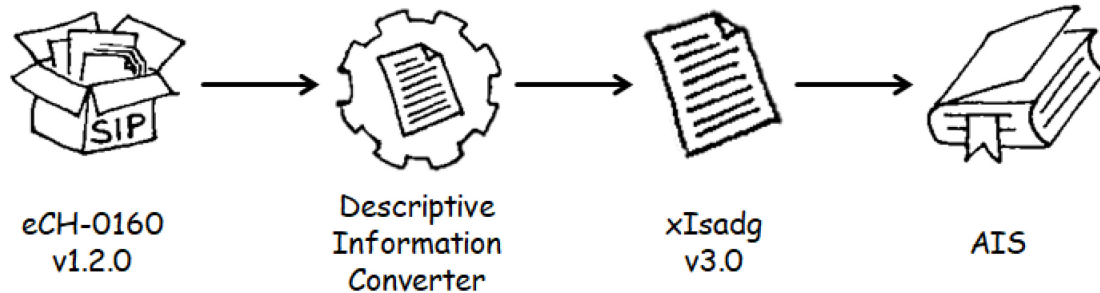 SIP
eCH-0160
v1.2.0
Descriptive
Information
Converter
xIsadg
v3.0
AIS